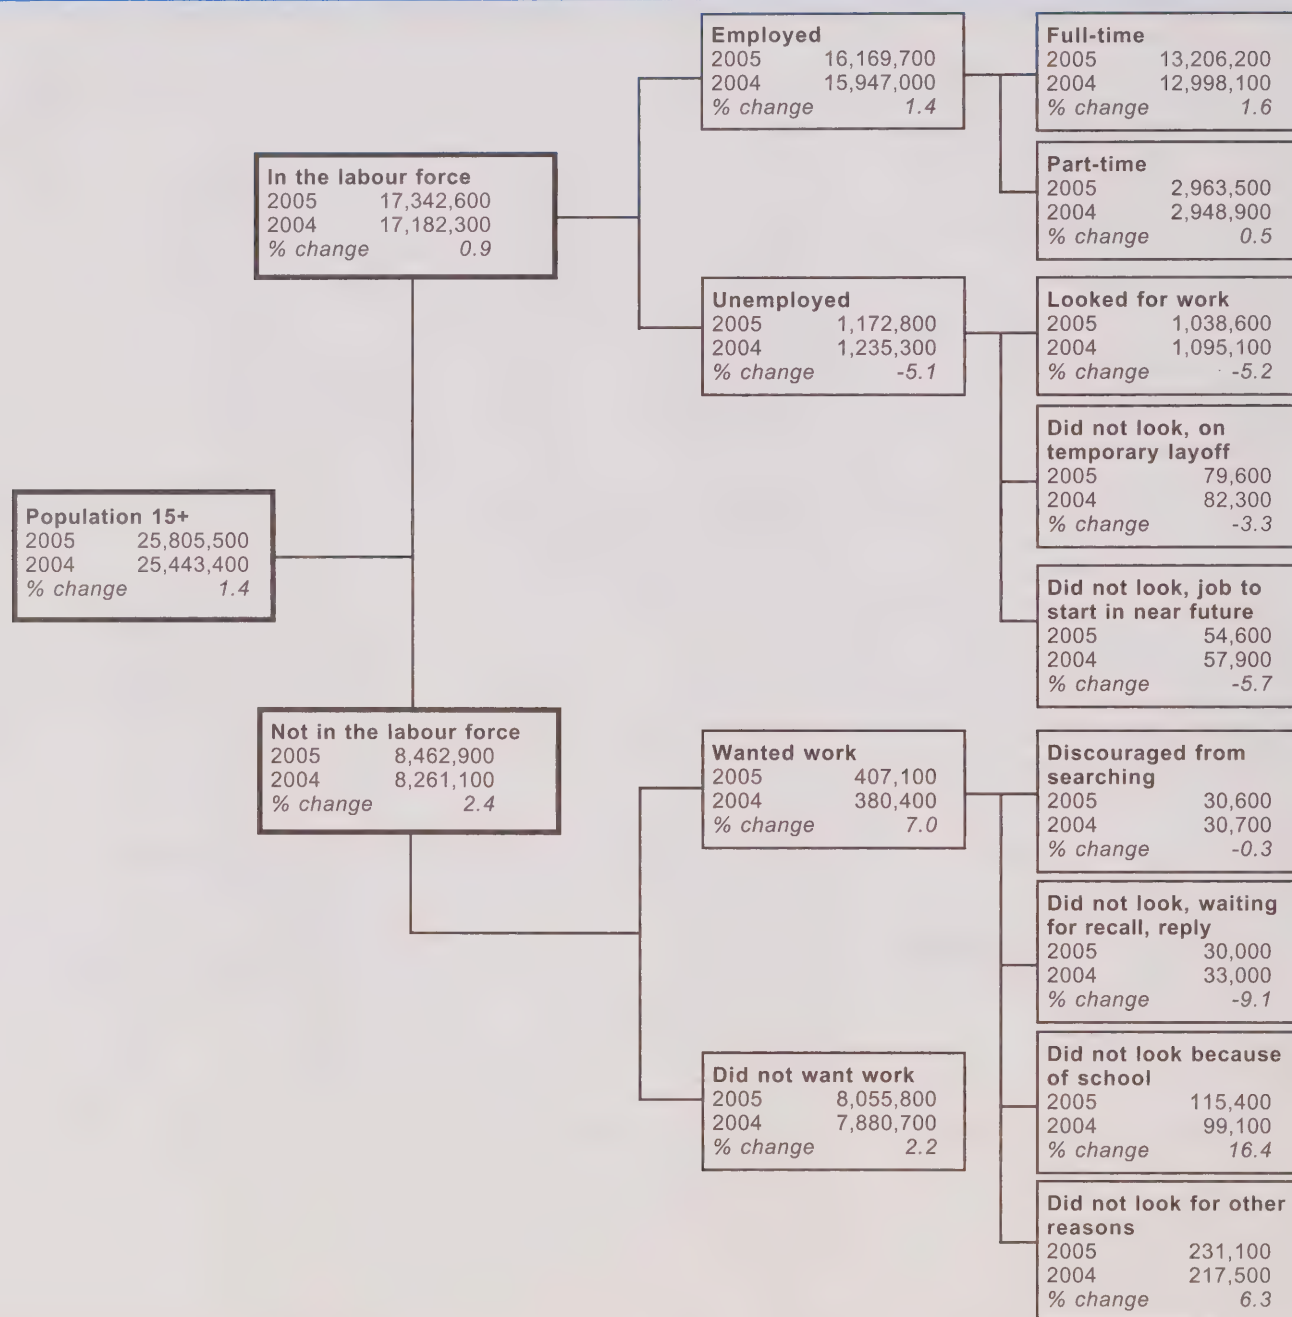 Employed
2005 16,169,700
2004 15,947,000
% change 1.4
Full-time
2005 13,206,200
2004 12,998,100
% change 1.6
Part-time
2005 2,963,500
2004 2,948,900
% change 0.5
In the labour force
2005 17,342,600
2004 17,182,300
% change 0.9
Unemployed
2005 1,172,800
2004 1,235,300
% change -5.1
Looked for work
2005 1,038,600
2004 1,095,100
% change -5.2
Did not look, on
temporary layoff
2005 79,600
2004 82,300
% change -3.3
Did not look, job to
start in near future
2005 54,600
2004 57,900
% change -5.7
Population 15+
2005 25,805,500
2004 25,443,400
% change 1.4
Not in the labour force
2005 8,462,900
2004 8,261,100
% change 2.4
Wanted work
2005 407,100
2004 380,400
% change 7.0
Discouraged from
searching
2005 30,600
2004 30,700
% change -0.3
Did not look, waiting
for recall, reply
2005 30,000
2004 33,000
% change -9.1
Did not look because
of school
2005 115,400
2004 99,100
% change 16.4
Did not look for other
reasons
2005 231,100
2004 217,500
% change 6.3
Did not want work
2005 8,055,800
2004 7,880,700
% change 2.2